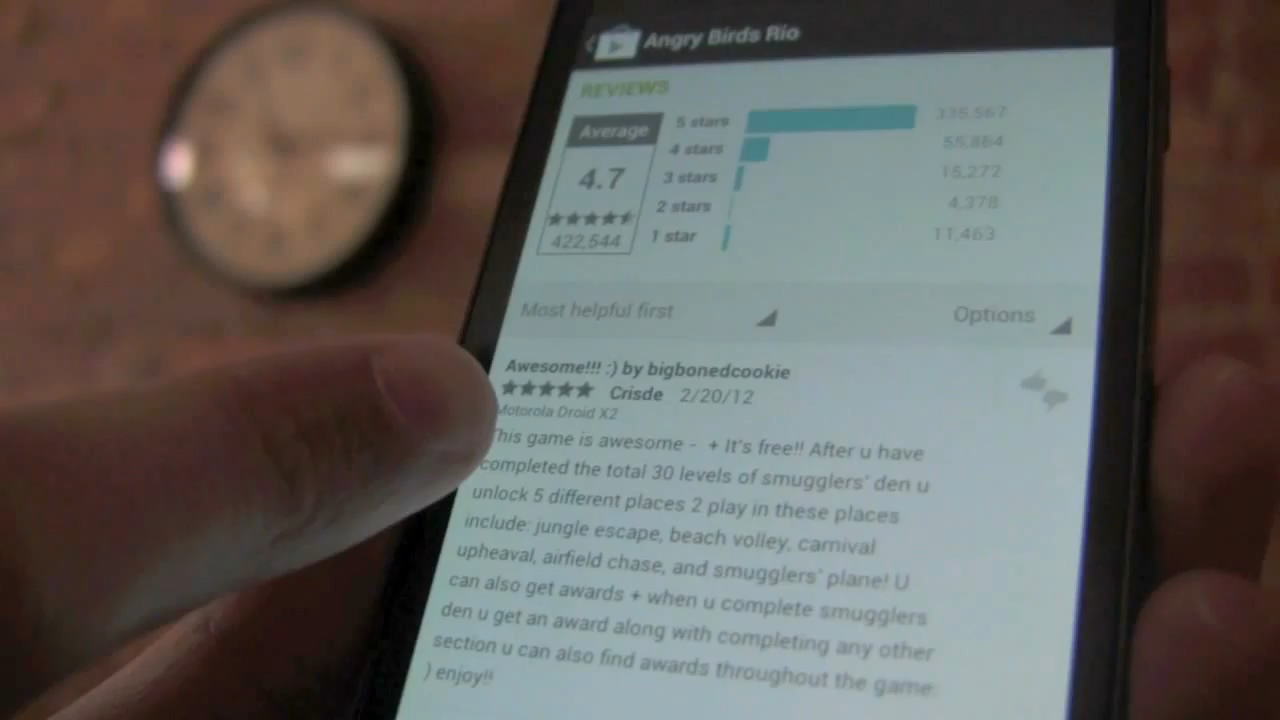 Angry Birds Rio
REVIEWS
Average
4.7
422,544
5 stars 335,567
4 stars 55,864
3 stars 15,272
2 stars 4,378
1 star 11,463
Most helpful first Options
Awesome!!! :) by bigbonedcookie
Crisde 2/20/12
Motorola Droid X2
This game is awesome - + It's free!! After u have
completed the total 30 levels of smugglers' den u
unlock 5 different places 2 play in these places
include: jungle escape, beach volley, carnival
upheaval, airfield chase, and smugglers' plane! U
can also get awards + when u complete smugglers
den u get an award along with completing any other
section u can also find awards throughout the game
) enjoy!!